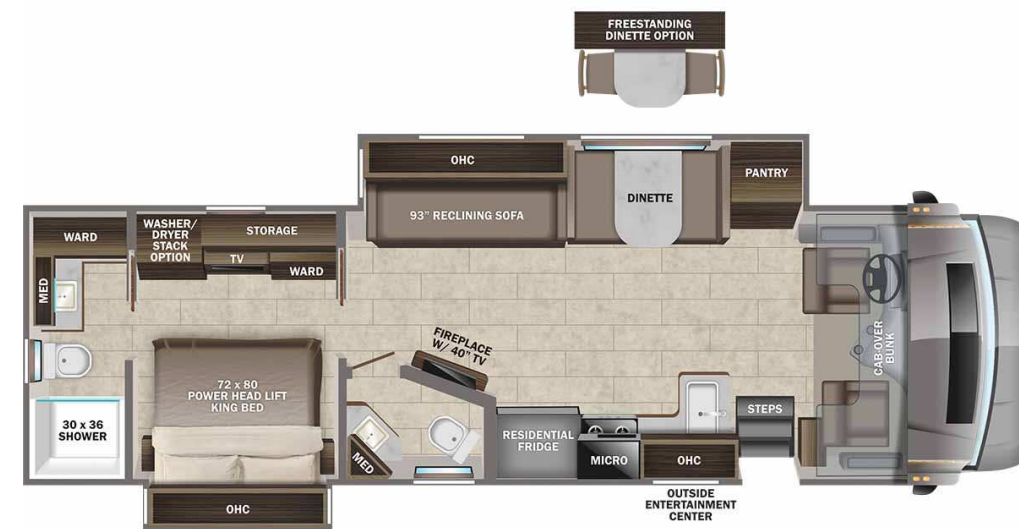 FREESTANDING
DINETTE OPTION
OHC
93" RECLINING SOFA
DINETTE
PANTRY
WARD
WASHER/
DRYER
STACK
OPTION
STORAGE
TV
WARD
MED
FIREPLACE
W/ 40" TV
CAB-OVER
BUNK
72 x 80
POWER HEAD LIFT
KING BED
30 x 36
SHOWER
MED
RESIDENTIAL
FRIDGE
MICRO
OHC
STEPS
OUTSIDE
ENTERTAINMENT
CENTER
OHC